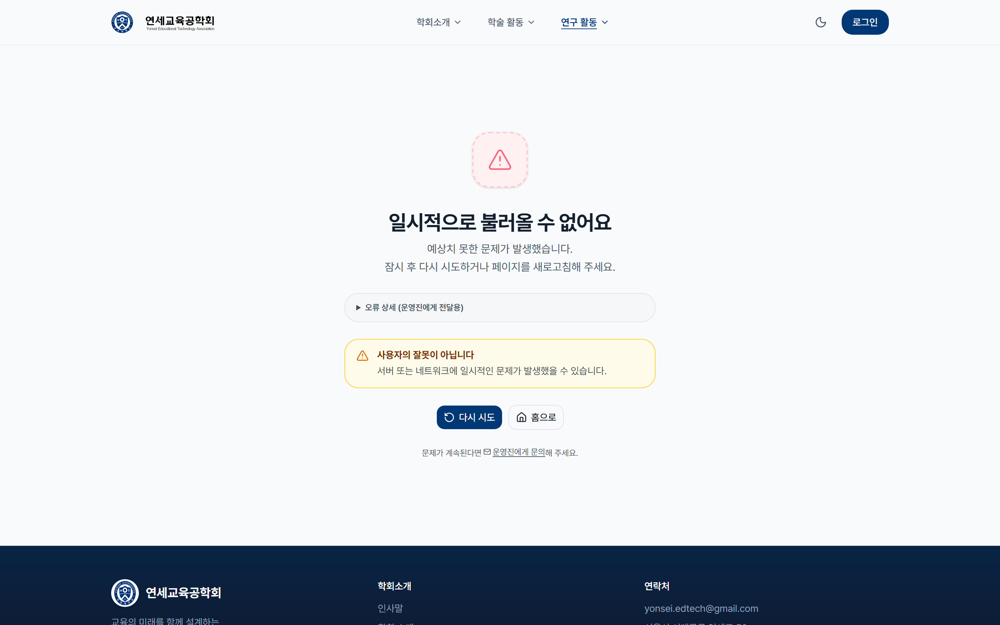 연세교육공학회
Yonsei Educational Technology Association
학회소개
학술 활동
연구 활동
로그인
일시적으로 불러올 수 없어요
예상치 못한 문제가 발생했습니다.
잠시 후 다시 시도하거나 페이지를 새로고침해 주세요.
오류 상세 (운영진에게 전달용)
사용자의 잘못이 아닙니다
서버 또는 네트워크에 일시적인 문제가 발생했을 수 있습니다.
다시 시도
홈으로
문제가 계속된다면 운영진에게 문의해 주세요.
연세교육공학회
교육의 미래를 함께 설계하는
학회소개
인사말
연락처
yonsei.edtech@gmail.com